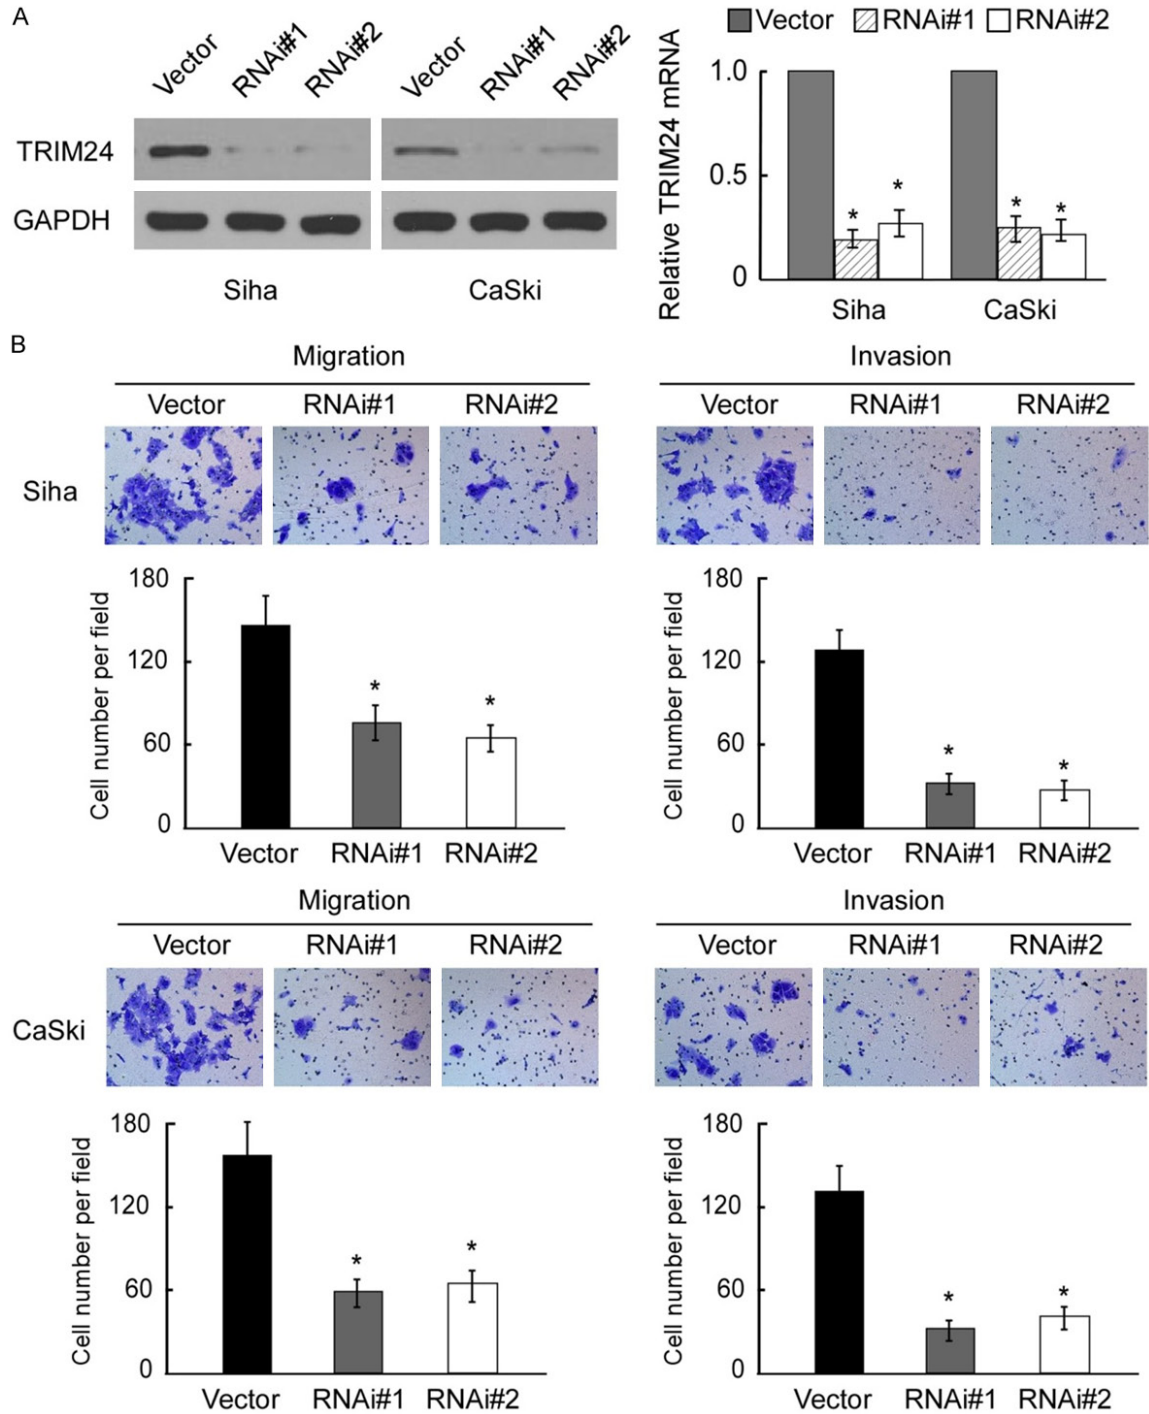 A
Vector RNAi#1 RNAi#2 Vector RNAi#1 RNAi#2
TRIM24
GAPDH
Siha CaSki
Vector RNAi#1 RNAi#2
Relative TRIM24 mRNA
1.0
0.5
0
* * * *
Siha CaSki
B
Migration Invasion
Vector RNAi#1 RNAi#2 Vector RNAi#1 RNAi#2
Siha
Cell number per field
180
120
60
0
* *
Vector RNAi#1 RNAi#2
Cell number per field
180
120
60
0
* *
Vector RNAi#1 RNAi#2
Migration Invasion
Vector RNAi#1 RNAi#2 Vector RNAi#1 RNAi#2
CaSki
Cell number per field
180
120
60
0
* *
Vector RNAi#1 RNAi#2
Cell number per field
180
120
60
0
* *
Vector RNAi#1 RNAi#2